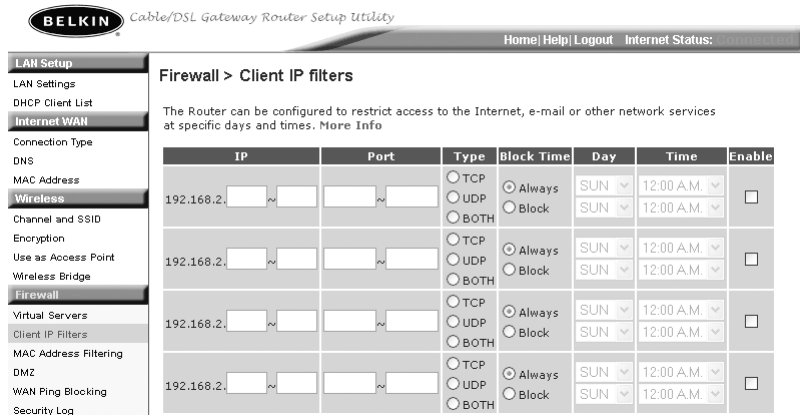 BELKIN
Cable/DSL Gateway Router Setup Utility
Home| Help| Logout Internet Status: Connected
LAN Setup
LAN Settings
DHCP Client List
Internet WAN
Connection Type
DNS
MAC Address
Wireless
Channel and SSID
Encryption
Use as Access Point
Wireless Bridge
Firewall
Virtual Servers
Client IP Filters
MAC Address Filtering
DMZ
WAN Ping Blocking
Security Log
Firewall > Client IP filters
The Router can be configured to restrict access to the Internet, e-mail or other network services
at specific days and times. More Info
IP Port Type Block Time Day Time Enable
192.168.2. ~ ~
TCP
UDP
BOTH
Always
Block
SUN 12:00 A.M.
SUN 12:00 A.M.
192.168.2. ~ ~
TCP
UDP
BOTH
Always
Block
SUN 12:00 A.M.
SUN 12:00 A.M.
192.168.2. ~ ~
TCP
UDP
BOTH
Always
Block
SUN 12:00 A.M.
SUN 12:00 A.M.
192.168.2. ~ ~
TCP
UDP
BOTH
Always
Block
SUN 12:00 A.M.
SUN 12:00 A.M.